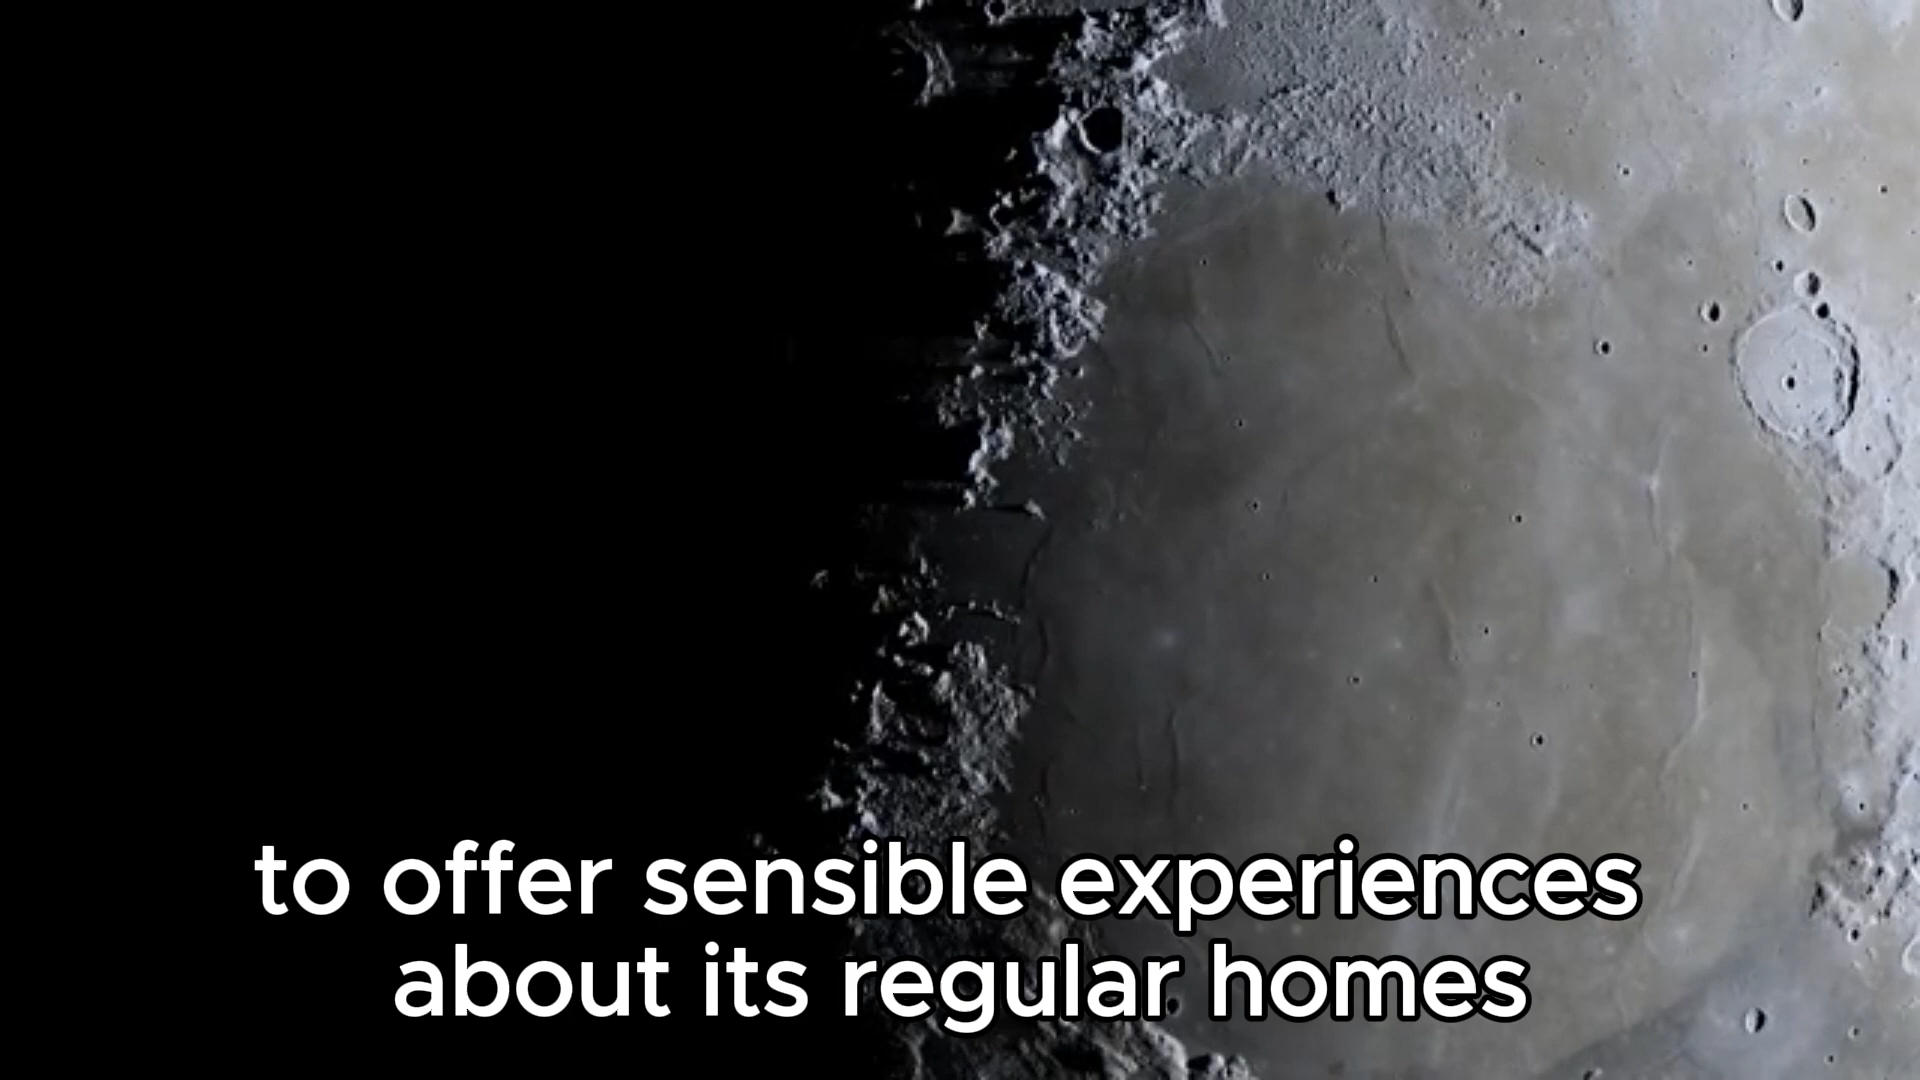 to offer sensible experiences
about its regular homes